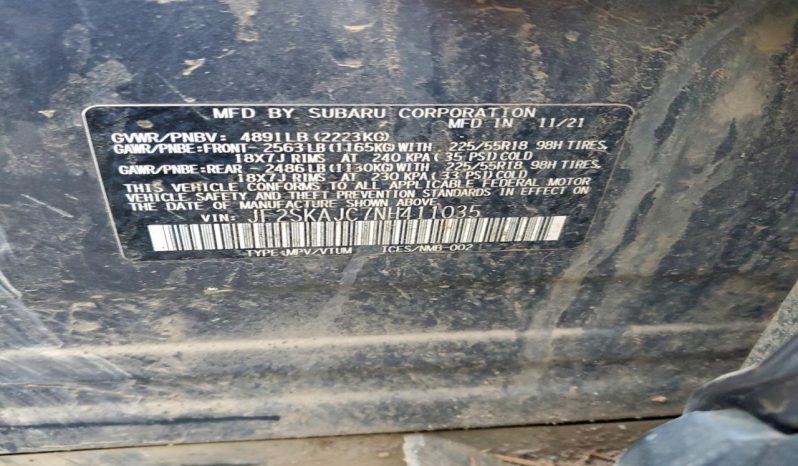 MFD BY SUBARU CORPORATION
MFD IN 11/21
GVWR/PNBV: 4891LB(2223KG)
GAWR/PNBE:FRONT-2563LB(1165KG)WITH 225/55R18 98H TIRES,
18X7J RIMS AT 240 KPA(35 PSI)COLD
GAWR/PNBE:REAR -2486LB(1130KG)WITH 225/55R18 98H TIRES,
18X7J RIMS AT 230 KPA(33 PSI)COLD
THIS VEHICLE CONFORMS TO ALL APPLICABLE FEDERAL MOTOR
VEHICLE SAFETY AND THEFT PREVENTION STANDARDS IN EFFECT ON
THE DATE OF MANUFACTURE SHOWN ABOVE.
VIN: JF2SKAJC7NH411035
TYPE:MPV/VTUM ICES/NMB-002